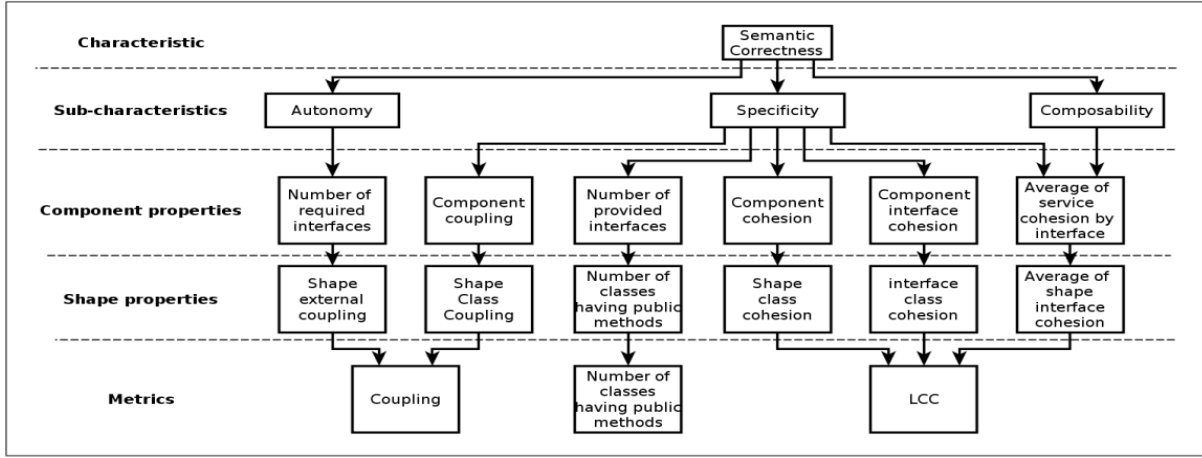 Characteristic
Semantic
Correctness
Sub-characteristics
Autonomy
Specificity
Composability
Component properties
Number of
required
interfaces
Component
coupling
Number of
provided
interfaces
Component
cohesion
Component
interface
cohesion
Average of
service
cohesion by
interface
Shape properties
Shape
external
coupling
Shape
Class
Coupling
Number of
classes
having public
methods
Shape
class
cohesion
interface
class
cohesion
Average of
shape
interface
cohesion
Metrics
Coupling
Number of
classes
having public
methods
LCC